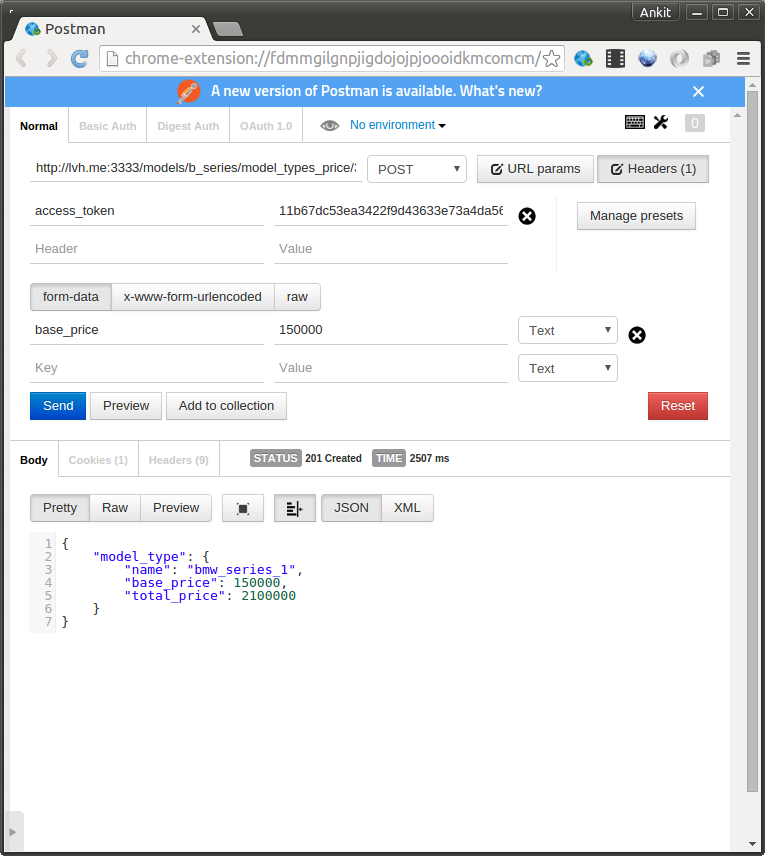 Ankit
Postman
chrome-extension://fdmmgilgnpjigdojojpjoooidkmcomcm/
A new version of Postman is available. What's new?
Normal Basic Auth Digest Auth OAuth 1.0 No environment 0
http://lvh.me:3333/models/b_series/model_types_price/ POST URL params Headers (1)
access_token 11b67dc53ea3422f9d43633e73a4da56 Manage presets
Header Value
form-data x-www-form-urlencoded raw
base_price 150000 Text
Key Value Text
Send Preview Add to collection Reset
Body Cookies (1) Headers (9) STATUS 201 Created TIME 2507 ms
Pretty Raw Preview JSON XML
1 {
2 "model_type": {
3 "name": "bmw_series_1",
4 "base_price": 150000,
5 "total_price": 2100000
6 }
7 }